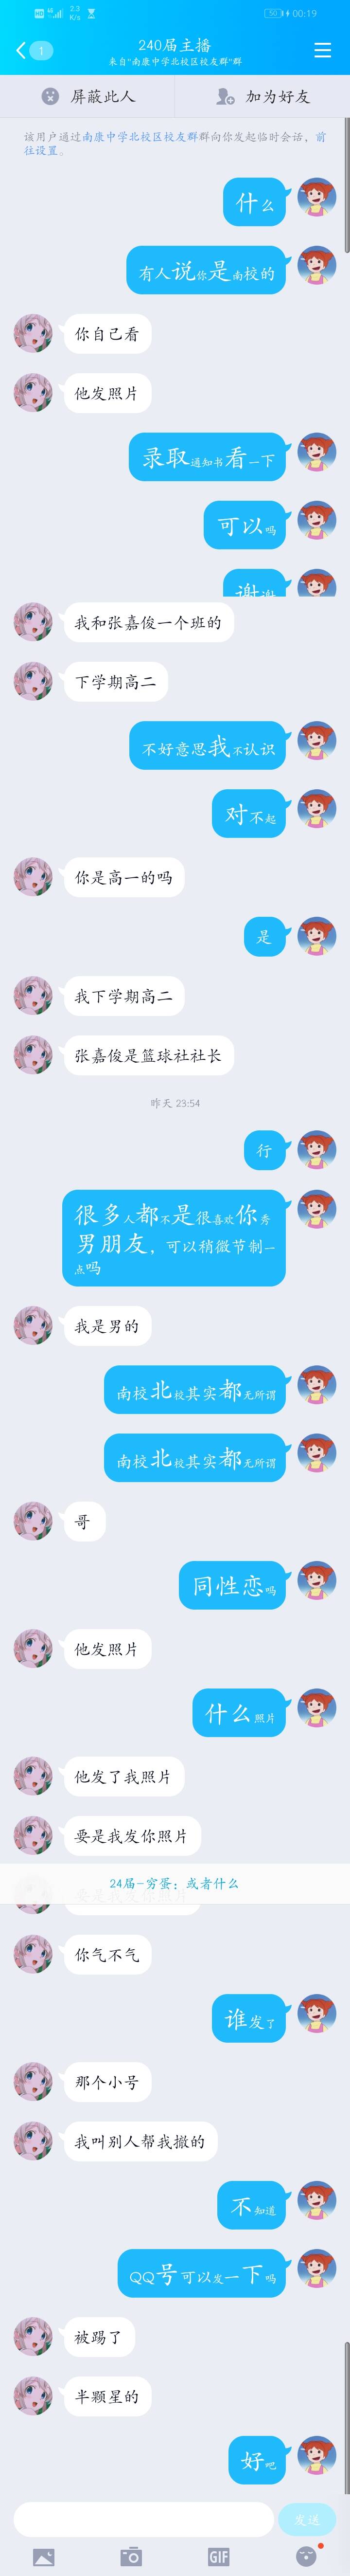 HD 4G 2.3 K/s 50 00:19
1 240届主播
来自"南康中学北校区校友群"群
屏蔽此人 加为好友
该用户通过南康中学北校区校友群群向你发起临时会话，前
往设置。
什么
有人说你是南校的
你自己看
他发照片
录取通知书看一下
可以吗
谢谢
我和张嘉俊一个班的
下学期高二
不好意思我不认识
对不起
你是高一的吗
是
我下学期高二
张嘉俊是篮球社社长
昨天 23:54
行
很多人都不是很喜欢你秀
男朋友，可以稍微节制一
点吗
我是男的
南校北校其实都无所谓
南校北校其实都无所谓
哥
同性恋吗
他发照片
什么照片
他发了我照片
要是我发你照片
24届-穷蛋：或者什么
要是我发你照片
你气不气
谁发了
那个小号
我叫别人帮我撤的
不知道
QQ号可以发一下吗
被踢了
半颗星的
好吧
发送
GIF